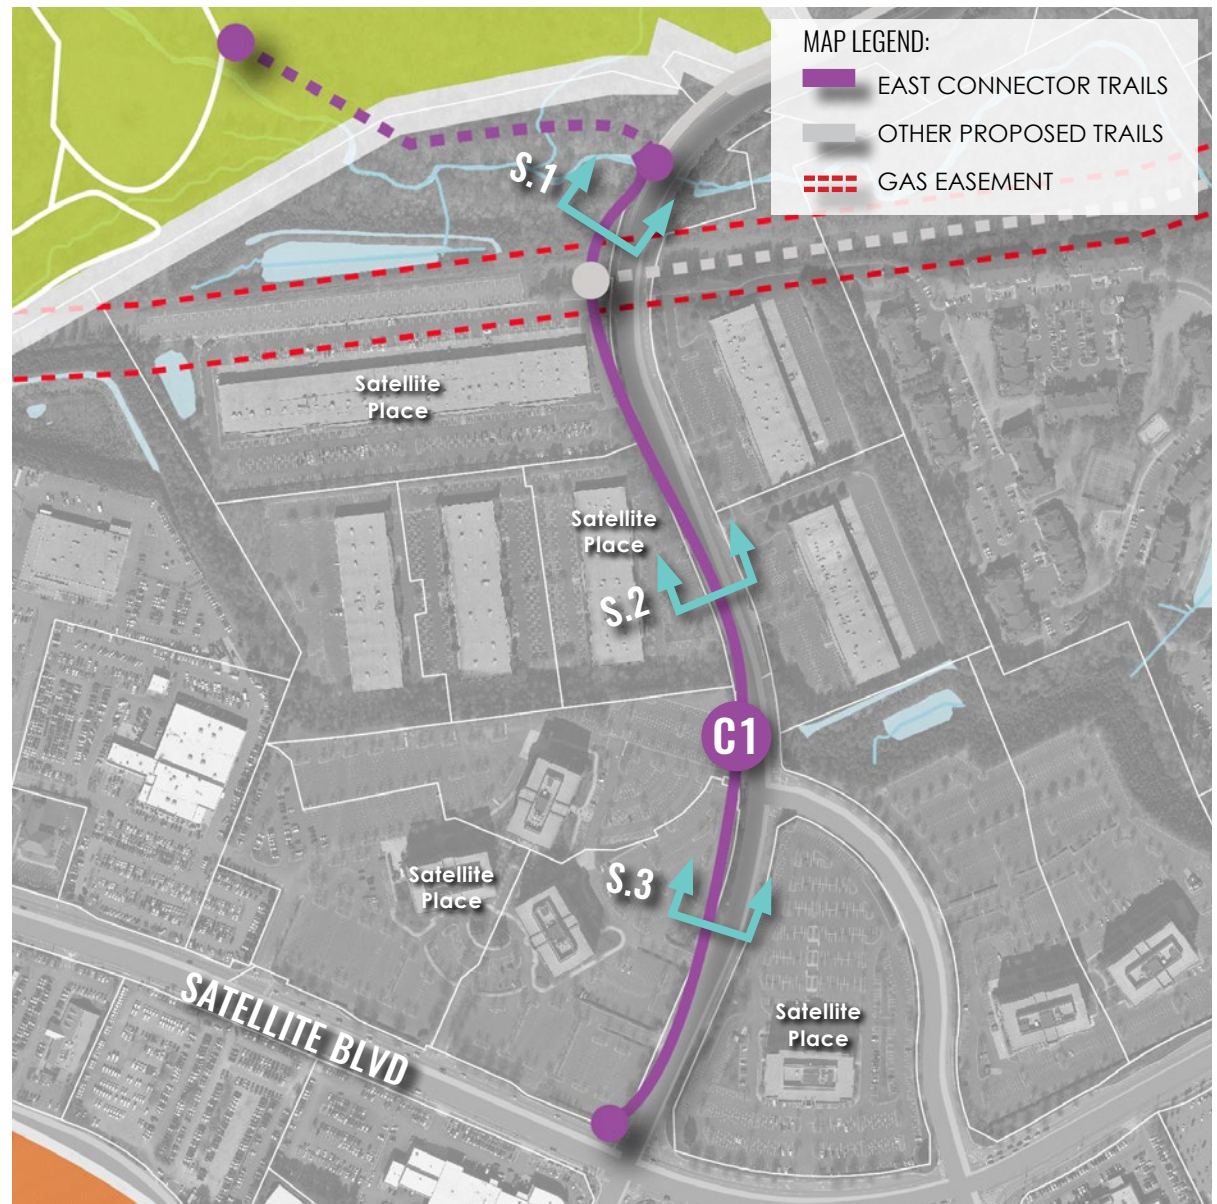 MAP LEGEND:
EAST CONNECTOR TRAILS
OTHER PROPOSED TRAILS
GAS EASEMENT
S.1
Satellite
Place
Satellite
Place
S.2
C1
S.3
Satellite
Place
SATELLITE BLVD
Satellite
Place